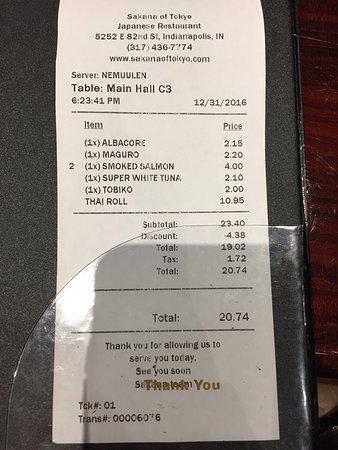 Sakana of Tokyo
Japanese Restaurant
5252 E 82nd St, Indianapolis, IN
(317) 436-7774
www.sakanaoftokyo.com
Server: NEMUULEN
Table: Main Hall C3
6:23:41 PM 12/31/2016
Item Price
(1x) ALBACORE 2.15
(1x) MAGURO 2.20
2 (1x) SMOKED SALMON 4.00
(1x) SUPER WHITE TUNA 2.10
(1x) TOBIKO 2.00
THAI ROLL 10.95
Subtotal: 23.40
Discount: -4.38
Total: 19.02
Tax: 1.72
Total: 20.74
Total: 20.74
Thank you for allowing us to
serve you today.
See you soon
Thank You
Tck#: 01
Trans#: 00006076